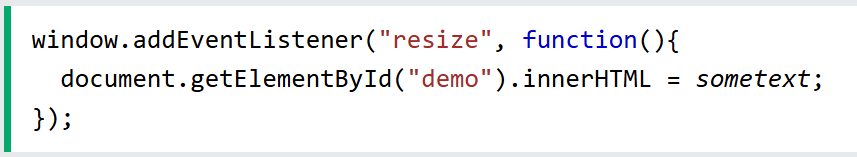 window.addEventListener("resize", function(){
  document.getElementById("demo").innerHTML = sometext;
});